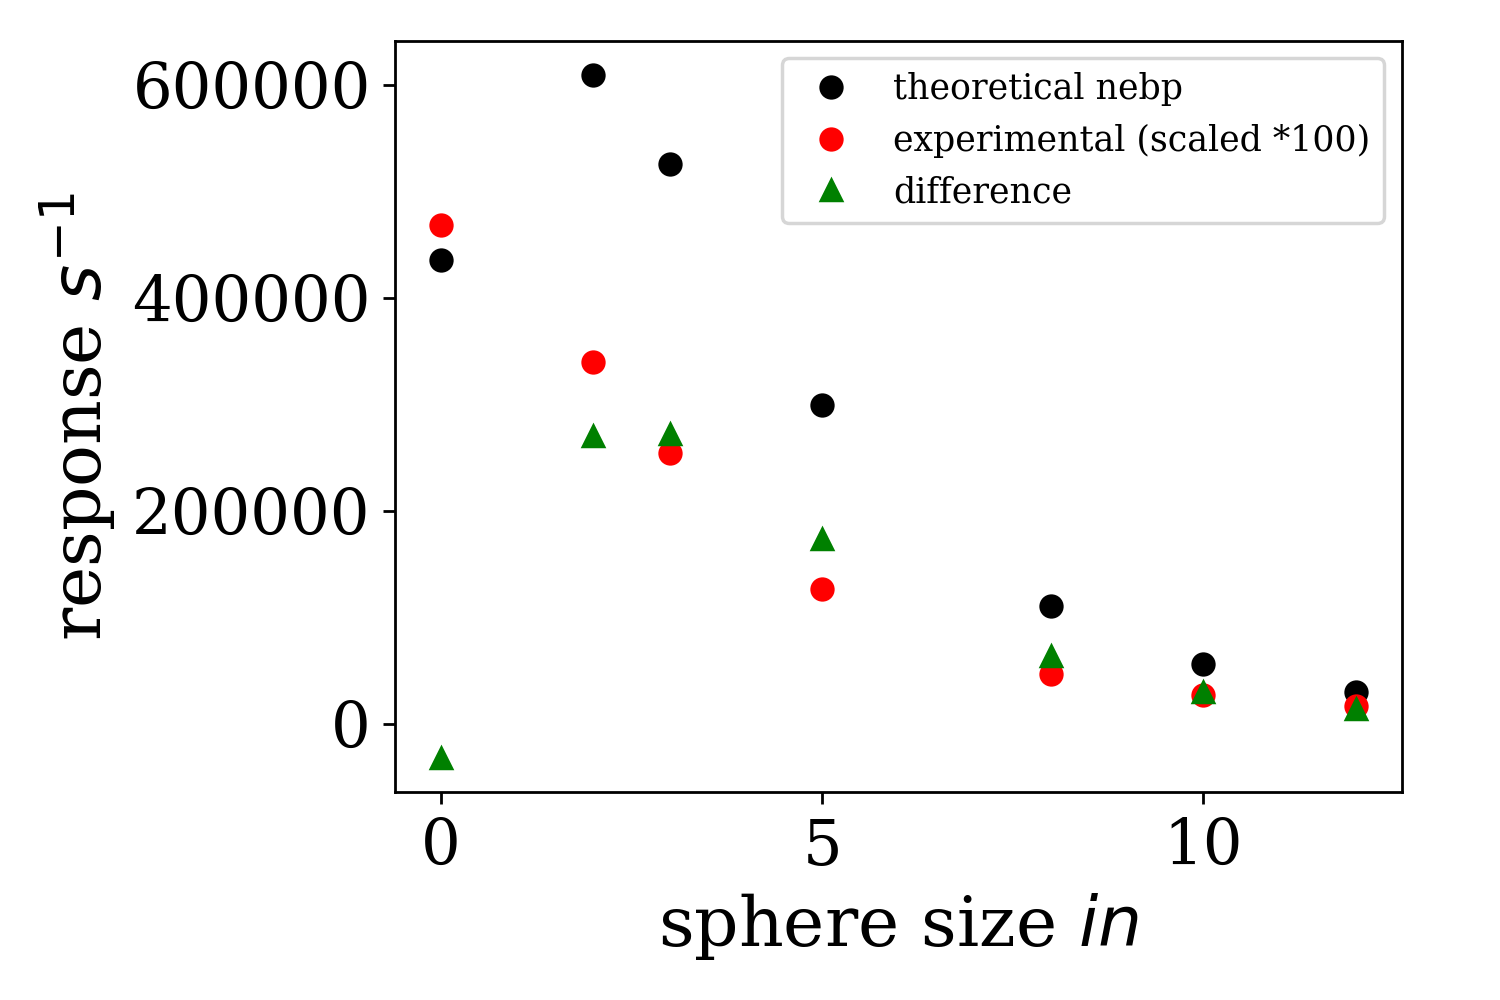 theoretical nebp
experimental (scaled *100)
difference
600000
400000
200000
0
response s⁻¹
0 5 10
sphere size in